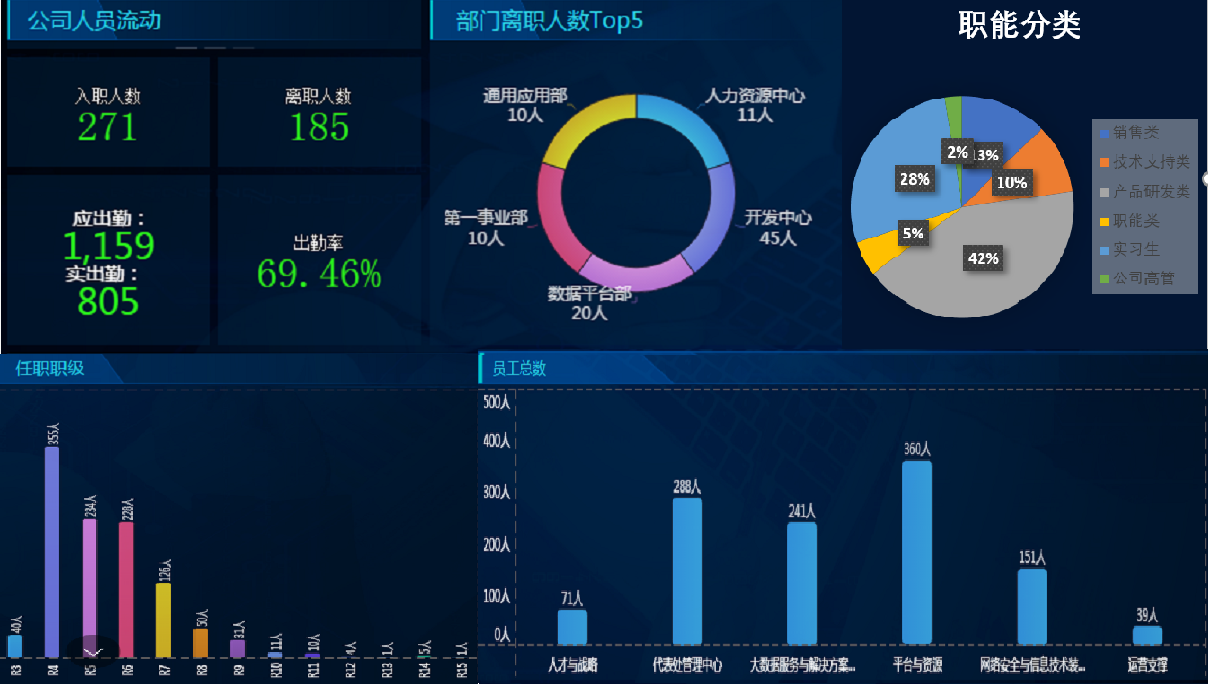 公司人员流动
入职人数
271
离职人数
185
应出勤：
1,159
实出勤：
805
出勤率
69.46%
部门离职人数Top5
通用应用部
10人
人力资源中心
11人
第一事业部
10人
开发中心
45人
数据平台部
20人
职能分类
2%
13%
10%
28%
5%
42%
销售类
技术支持类
产品研发类
职能类
实习生
公司高管
任职职级
40人
355人
234人
228人
126人
50人
31人
11人
10人
4人
1人
5人
1人
R3
R4
R5
R6
R7
R8
R9
R10
R11
R12
R13
R14
R15
员工总数
500人
400人
300人
200人
100人
0人
71人
288人
241人
360人
151人
39人
人才与战略
代表处管理中心
大数据服务与解决方案...
平台与资源
网络安全与信息技术装...
运营支撑